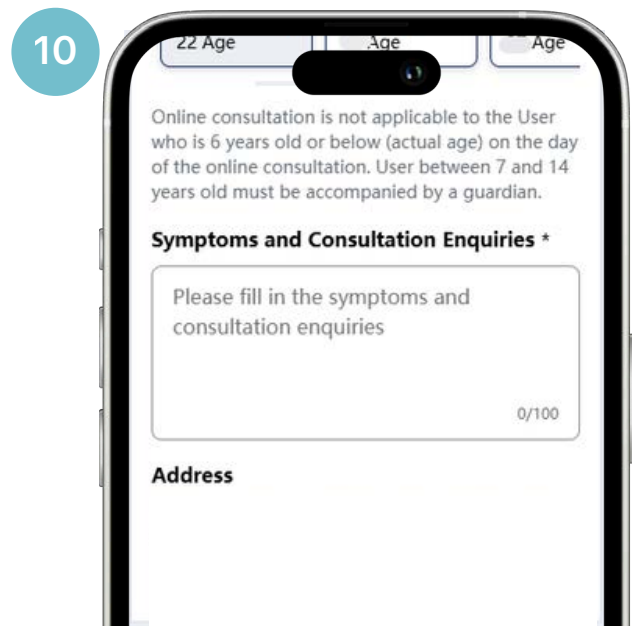 10
22 Age
Age
Age
Online consultation is not applicable to the User
who is 6 years old or below (actual age) on the day
of the online consultation. User between 7 and 14
years old must be accompanied by a guardian.
Symptoms and Consultation Enquiries *
Please fill in the symptoms and
consultation enquiries
0/100
Address